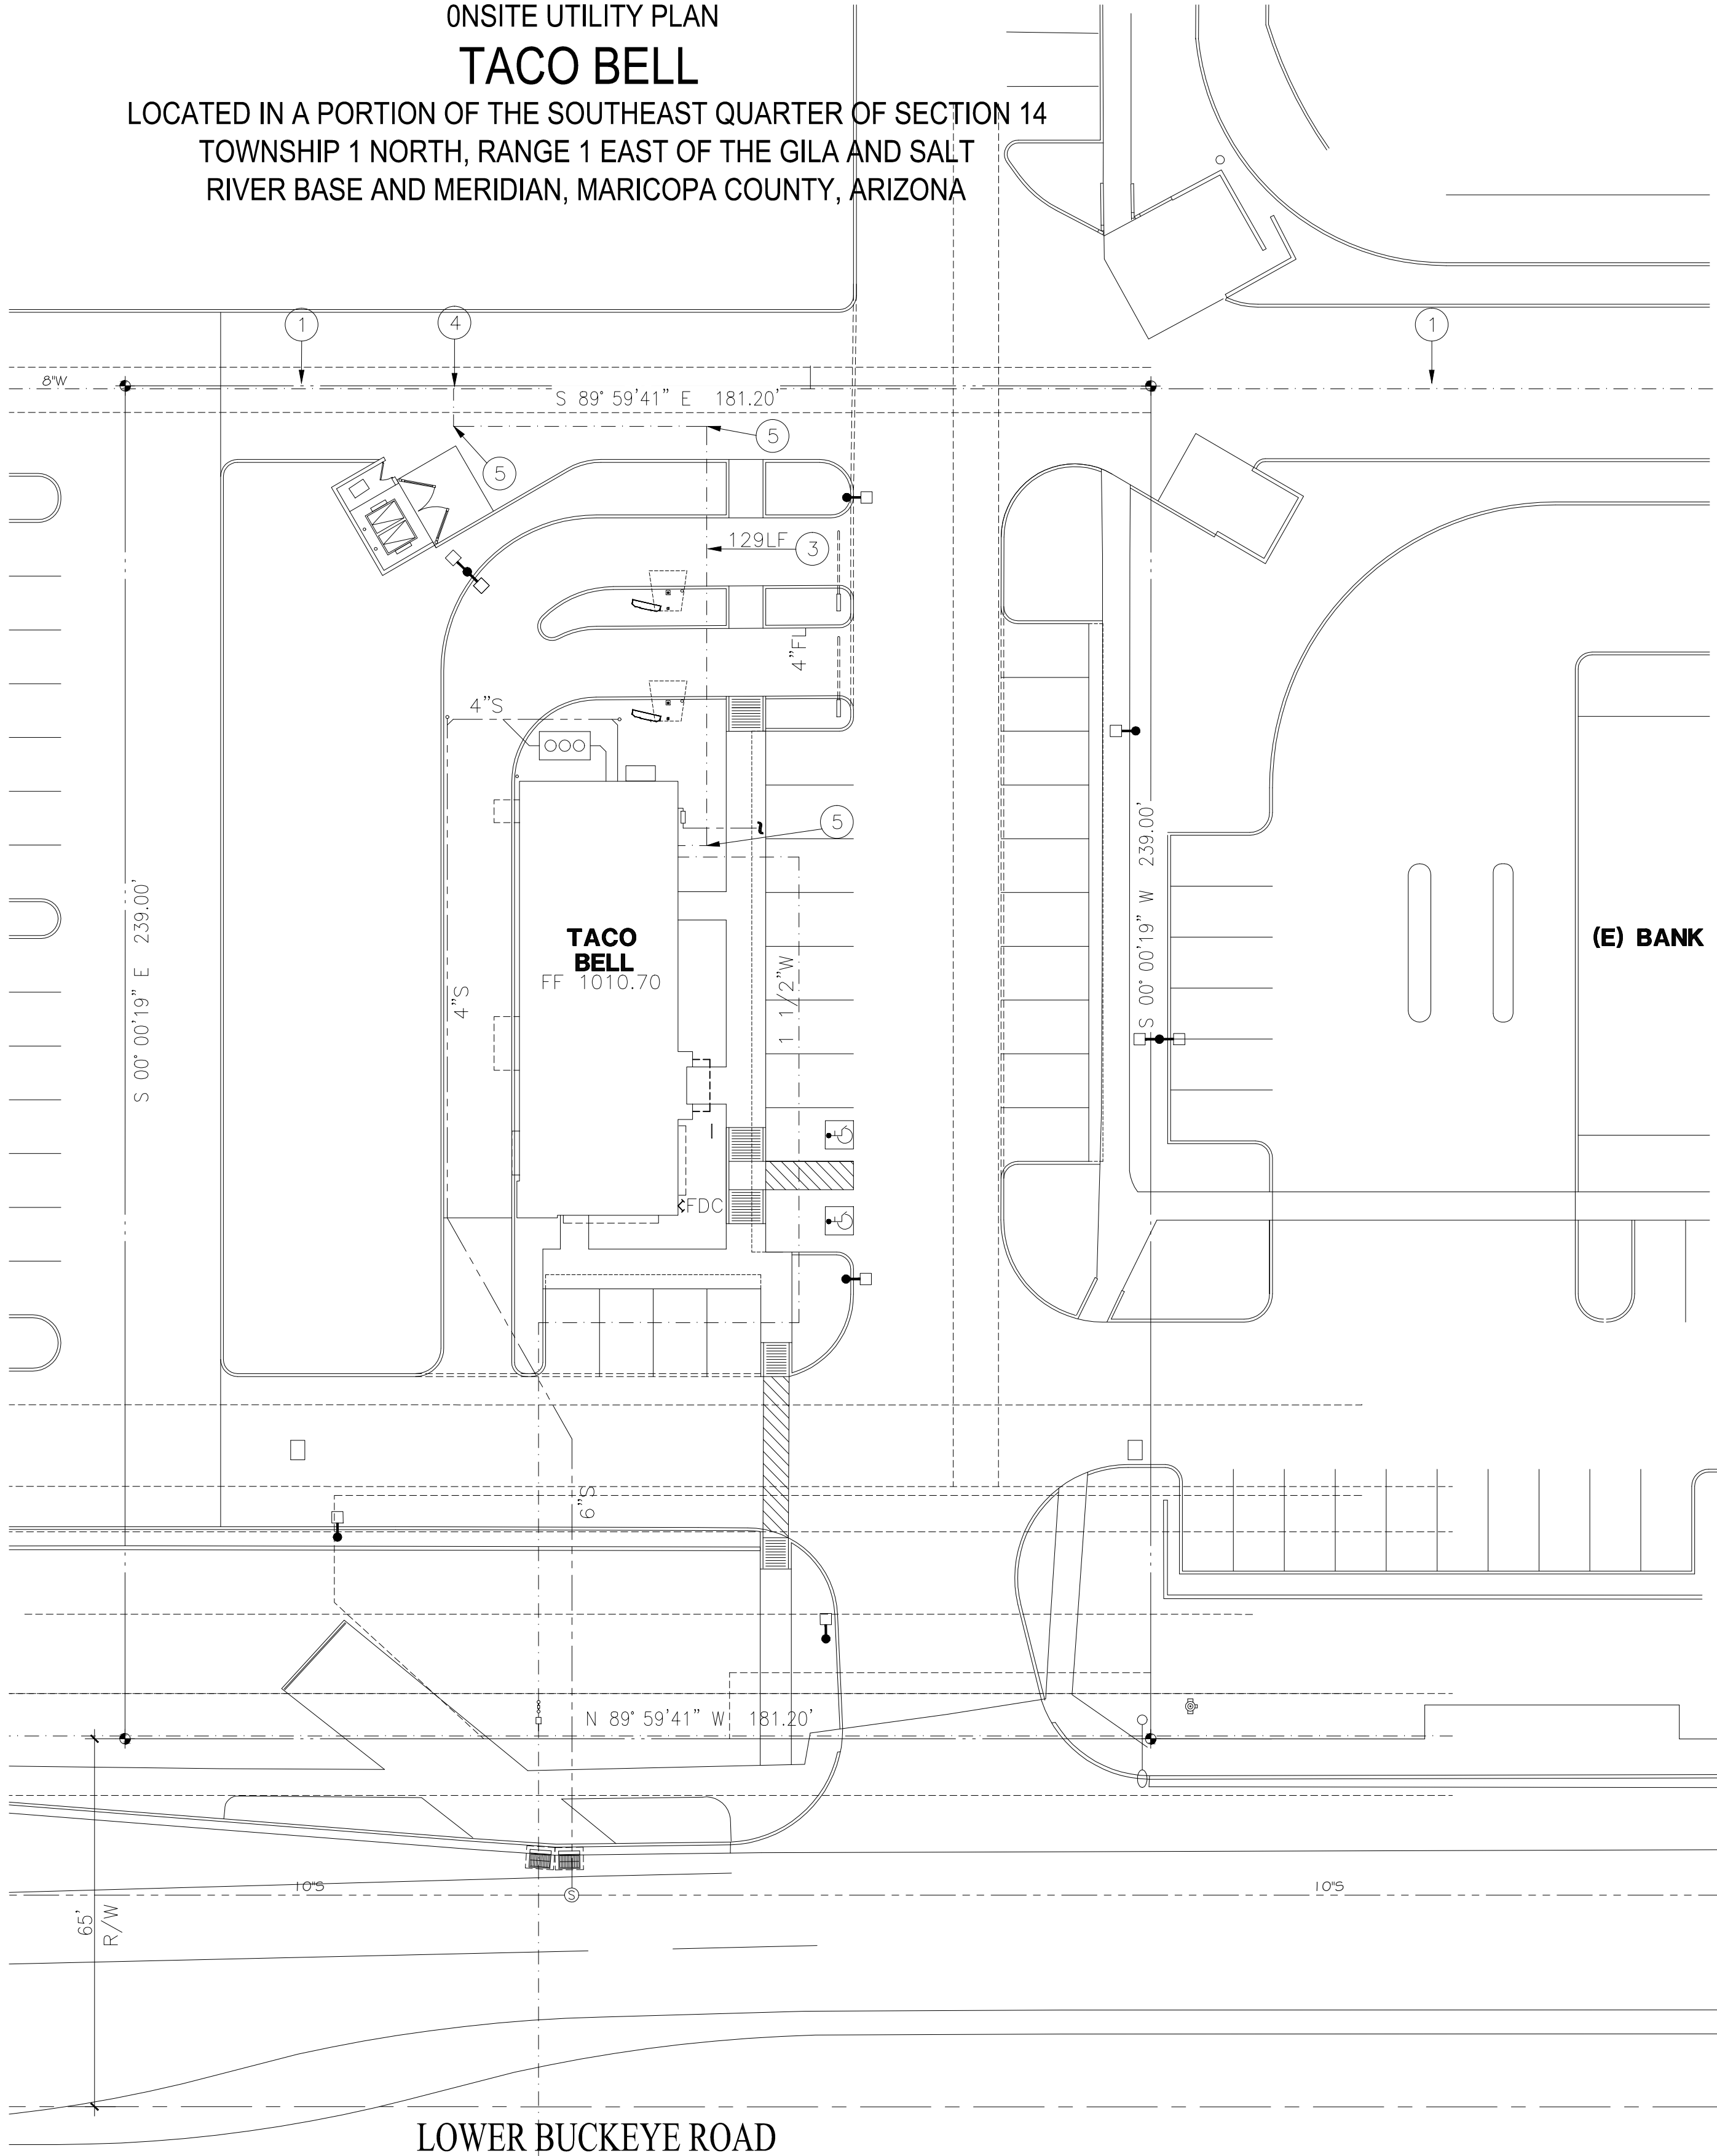 0NSITE UTILITY PLAN
TACO BELL
LOCATED IN A PORTION OF THE SOUTHEAST QUARTER OF SECTION 14
TOWNSHIP 1 NORTH, RANGE 1 EAST OF THE GILA AND SALT
RIVER BASE AND MERIDIAN, MARICOPA COUNTY, ARIZONA
1
4
1
8"W
S 89° 59'41" E 181.20'
5
5
129LF
3
4"FL
4"S
5
S 00° 00'19" E 239.00'
S 00° 00'19" W 239.00'
TACO
BELL
FF 1010.70
(E) BANK
4"S
1 1/2"W
FDC
6"S
N 89° 59'41" W 181.20'
10"S
S
10"S
65'
R/W
LOWER BUCKEYE ROAD